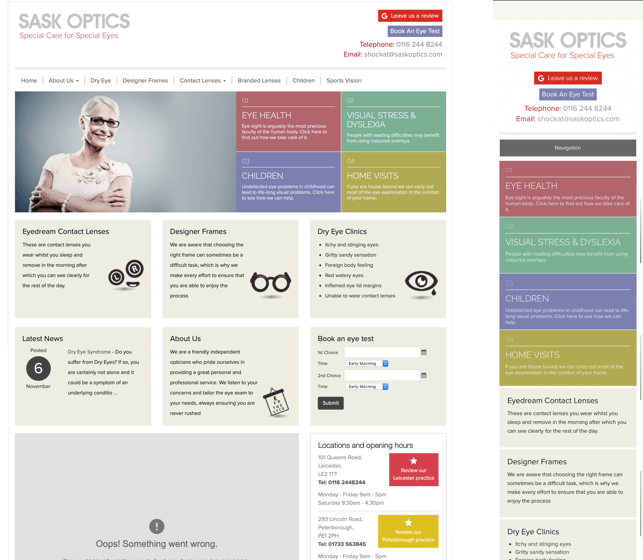 SASK OPTICS
Special Care for Special Eyes
G Leave us a review
Book An Eye Test
Telephone: 0116 244 8244
Email: shockat@saskoptics.com
Home
About Us
Dry Eye
Designer Frames
Contact Lenses
Branded Lenses
Children
Sports Vision
01
EYE HEALTH
Eye sight is arguably the most precious
faculty of the human body. Click here to
find out how we can take care of.
02
VISUAL STRESS &
DYSLEXIA
People with reading difficulties may benefit
from using coloured overlays.
03
CHILDREN
Undetected eye problems in childhood can
lead to life-long visual problems. Click here
to see how we can help.
04
HOME VISITS
If you are house bound we can carry out
most of the eye examination in the comfort
of your home.
Eyedream Contact Lenses
These are contact lenses you
wear whilst you sleep and
remove in the morning after
which you can see clearly for
the rest of the day.
L R
Designer Frames
We are aware that choosing the
right frame can sometimes be a
difficult task, which is why we
make every effort to ensure that
you are able to enjoy the
process
Dry Eye Clinics
Itchy and stinging eyes
Gritty sandy sensation
Foreign body feeling
Red watery eyes
Inflamed eye lid margins
Unable to wear contact lenses
Latest News
Posted
6
November
Dry Eye Syndrome - Do you
suffer from Dry Eyes? If so, you
are certainly not alone and it
could be a symptom of an
underlying conditio ...
About Us
We are a friendly independent
opticians who pride ourselves in
providing a great personal and
professional service. We listen to your
concerns and tailor the eye exam to
your needs, always ensuring you are
never rushed
Book an eye test
1st Choice
Time Early Morning
2nd Choice
Time Early Morning
Submit
Oops! Something went wrong.
Locations and opening hours
101 Queens Road,
Leicester,
LE2 1TT
Tel: 0116 2448244
Review our
Leicester practice
Monday - Friday 9am - 5pm
Saturday 9.30am - 4.30pm
293 Lincoln Road,
Peterborough,
PE1 2PH
Tel: 01733 563845
Review our
Peterborough practice
Monday - Friday 9am - 5pm
SASK OPTICS
Special Care for Special Eyes
G Leave us a review
Book An Eye Test
Telephone: 0116 244 8244
Email: shockat@saskoptics.com
Navigation
01
EYE HEALTH
Eye sight is arguably the most precious faculty of the
human body. Click here to find out how we can take care of
it
02
VISUAL STRESS & DYSLEXIA
People with reading difficulties may benefit from using
coloured overlays.
03
CHILDREN
Undetected eye problems in childhood can lead to life-
long visual problems. Click here to see how we can
help.
04
HOME VISITS
If you are house bound we can carry out most of the
eye examination in the comfort of your home.
Eyedream Contact Lenses
These are contact lenses you wear whilst you
sleep and remove in the morning after which you
can see clearly for the rest of the day.
Designer Frames
We are aware that choosing the right frame can
sometimes be a difficult task, which is why we
make every effort to ensure that you are able to
enjoy the process
Dry Eye Clinics
Itchy and stinging eyes
Gritty sandy sensation
Foreign body feeling